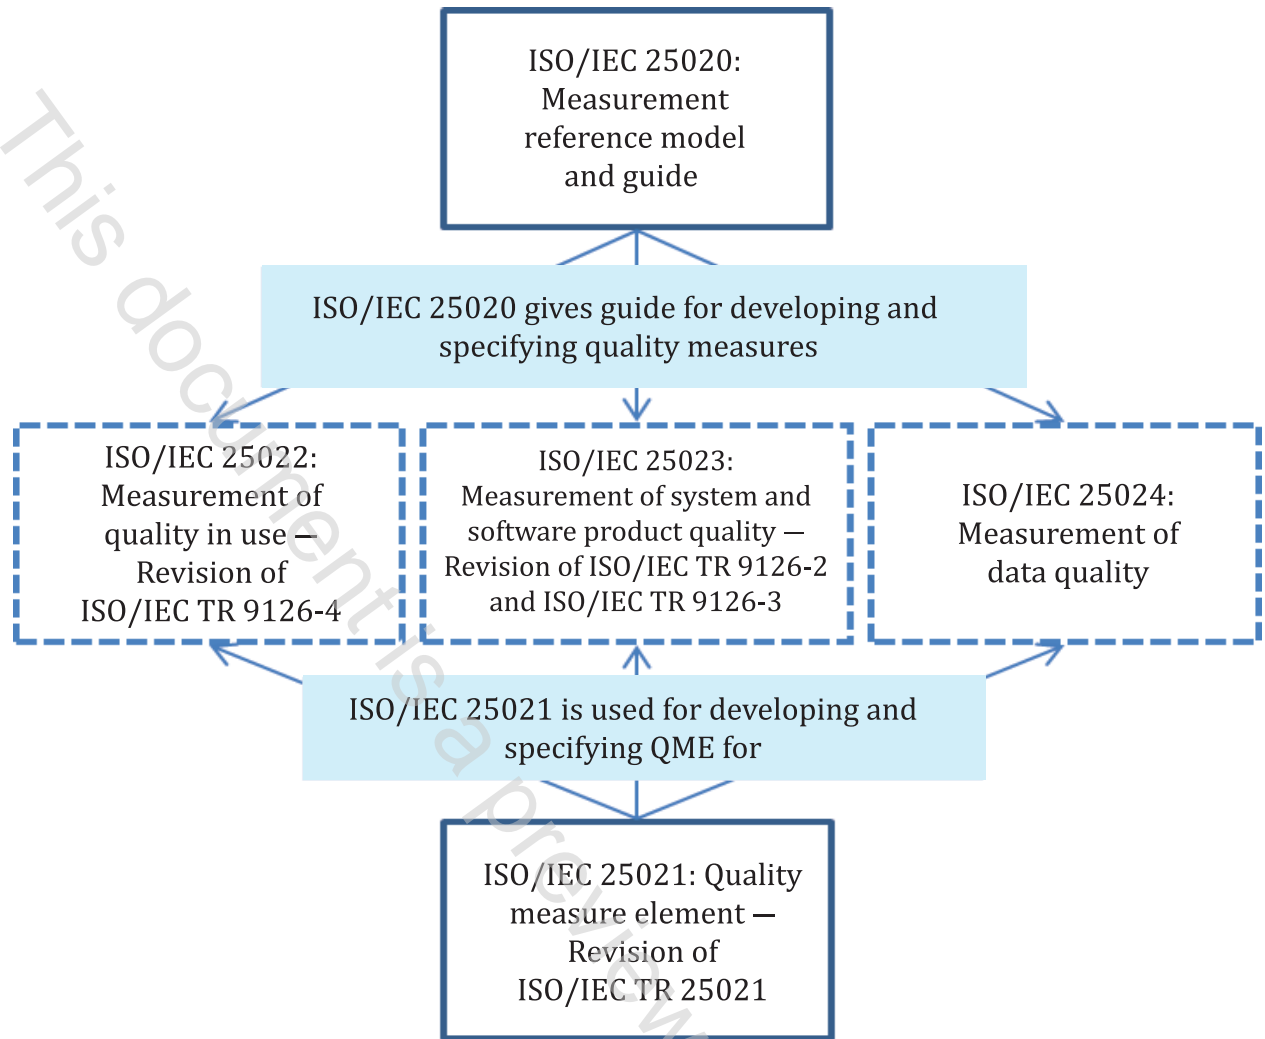 ISO/IEC 25020:
Measurement
reference model
and guide
ISO/IEC 25020 gives guide for developing and
specifying quality measures
ISO/IEC 25022:
Measurement of
quality in use —
Revision of
ISO/IEC TR 9126-4
ISO/IEC 25023:
Measurement of system and
software product quality —
Revision of ISO/IEC TR 9126-2
and ISO/IEC TR 9126-3
ISO/IEC 25024:
Measurement of
data quality
ISO/IEC 25021 is used for developing and
specifying QME for
ISO/IEC 25021: Quality
measure element —
Revision of
ISO/IEC TR 25021
This document is a preview